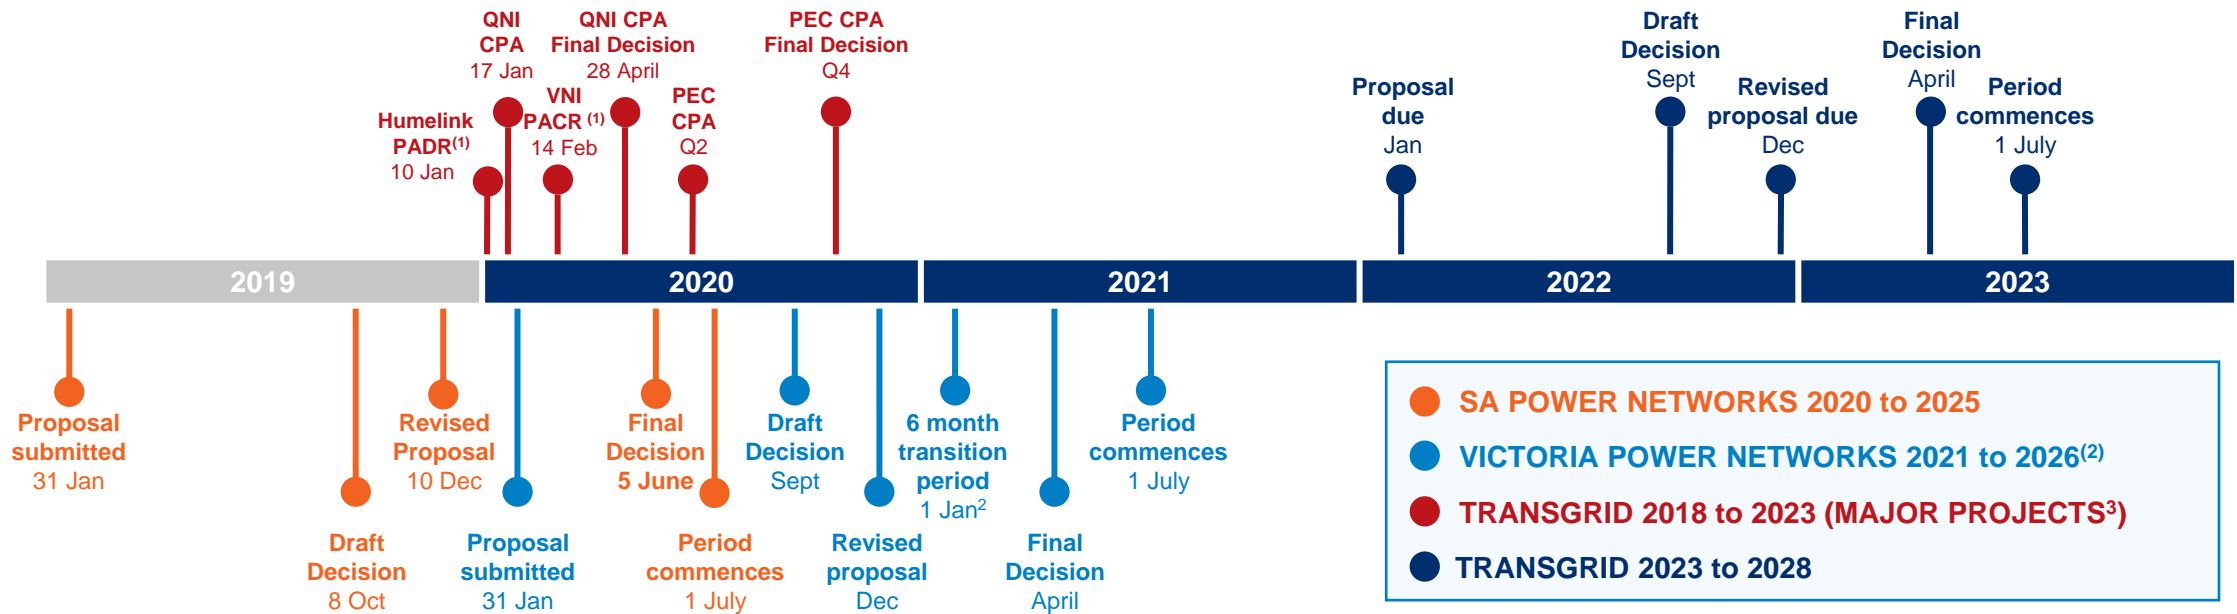 QNI
CPA
17 Jan
QNI CPA
Final Decision
28 April
PEC CPA
Final Decision
Q4
Humelink
PADR(1)
10 Jan
VNI
PACR (1)
14 Feb
PEC
CPA
Q2
Proposal
due
Jan
Draft
Decision
Sept
Revised
proposal due
Dec
Final
Decision
April
Period
commences
1 July
2019
2020
2021
2022
2023
Proposal
submitted
31 Jan
Draft
Decision
8 Oct
Revised
Proposal
10 Dec
Proposal
submitted
31 Jan
Final
Decision
5 June
Period
commences
1 July
Draft
Decision
Sept
Revised
proposal
Dec
6 month
transition
period
1 Jan2
Final
Decision
April
Period
commences
1 July
SA POWER NETWORKS 2020 to 2025
VICTORIA POWER NETWORKS 2021 to 2026(2)
TRANSGRID 2018 to 2023 (MAJOR PROJECTS3)
TRANSGRID 2023 to 2028